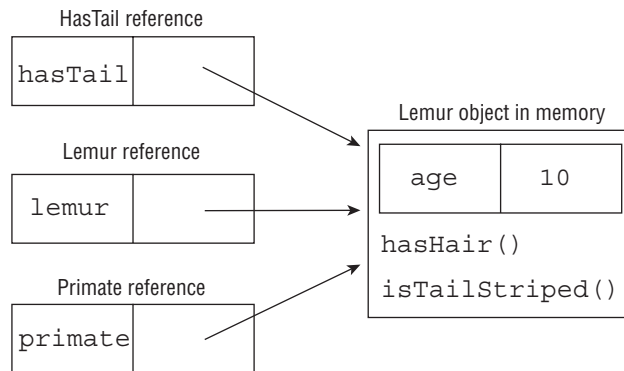 HasTail reference
hasTail
Lemur reference
lemur
Primate reference
primate
Lemur object in memory
age 10
hasHair()
isTailStriped()